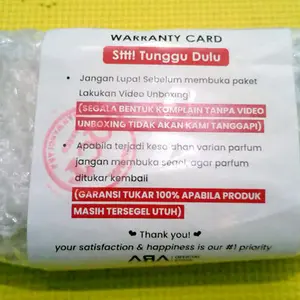 WARRANTY CARD
Sttt! Tunggu Dulu
• Jangan Lupa! Sebelum membuka paket
Lakukan Video Unboxing!
(SEGALA BENTUK KOMPLAIN TANPA VIDEO
UNBOXING TIDAK AKAN KAMI TANGGAPI)
• Apabila terjadi kesalahan varian parfum
jangan membuka segel, agar parfum
ditukar kembali
(GARANSI TUKAR 100% APABILA PRODUK
MASIH TERSEGEL UTUH)
Thank you!
your satisfaction & happiness is our #1 priority
ARA